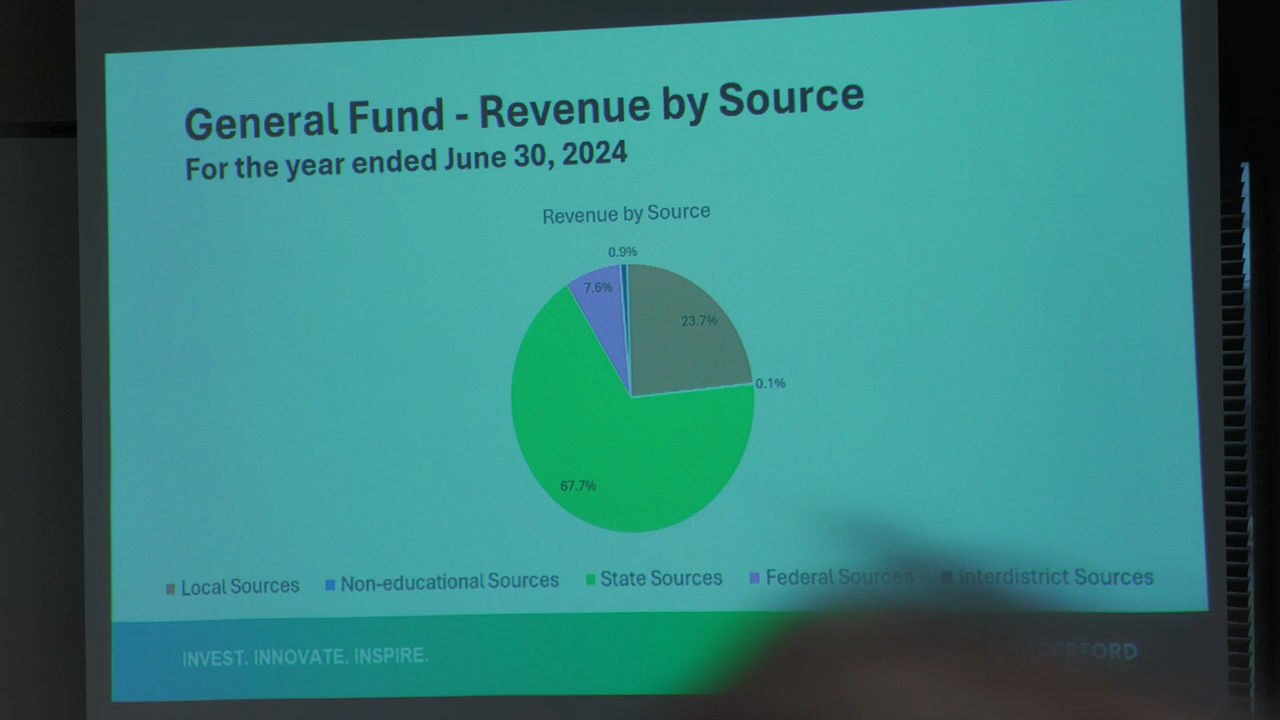 General Fund - Revenue by Source
For the year ended June 30, 2024
Revenue by Source
0.9%
7.6%
23.7%
0.1%
67.7%
Local Sources Non-educational Sources State Sources Federal Sources Interdistrict Sources
INVEST. INNOVATE. INSPIRE.